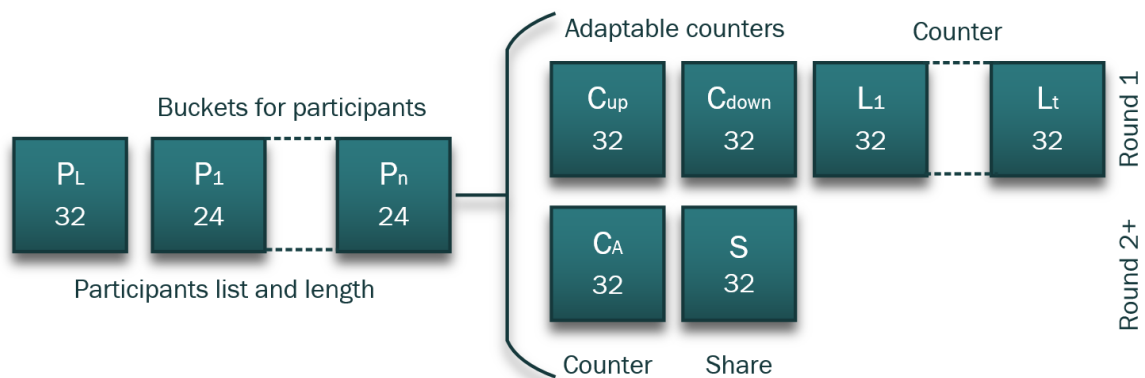 Adaptable counters
Counter
Buckets for participants
PL
32
P1
24
Pn
24
Participants list and length
Cup
32
Cdown
32
L1
32
Lt
32
Round 1
CA
32
S
32
Round 2+
Counter
Share